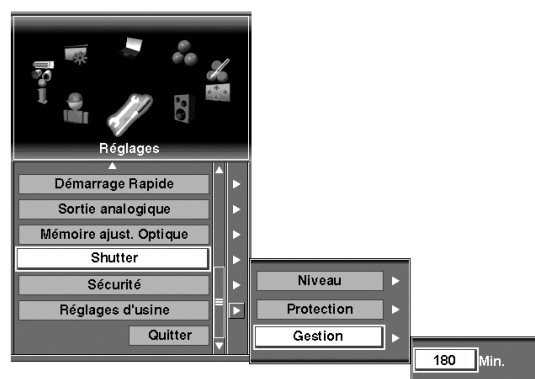 Réglages
Démarrage Rapide
Sortie analogique
Mémoire ajust. Optique
Shutter
Sécurité
Réglages d'usine
Quitter
Niveau
Protection
Gestion
180 Min.